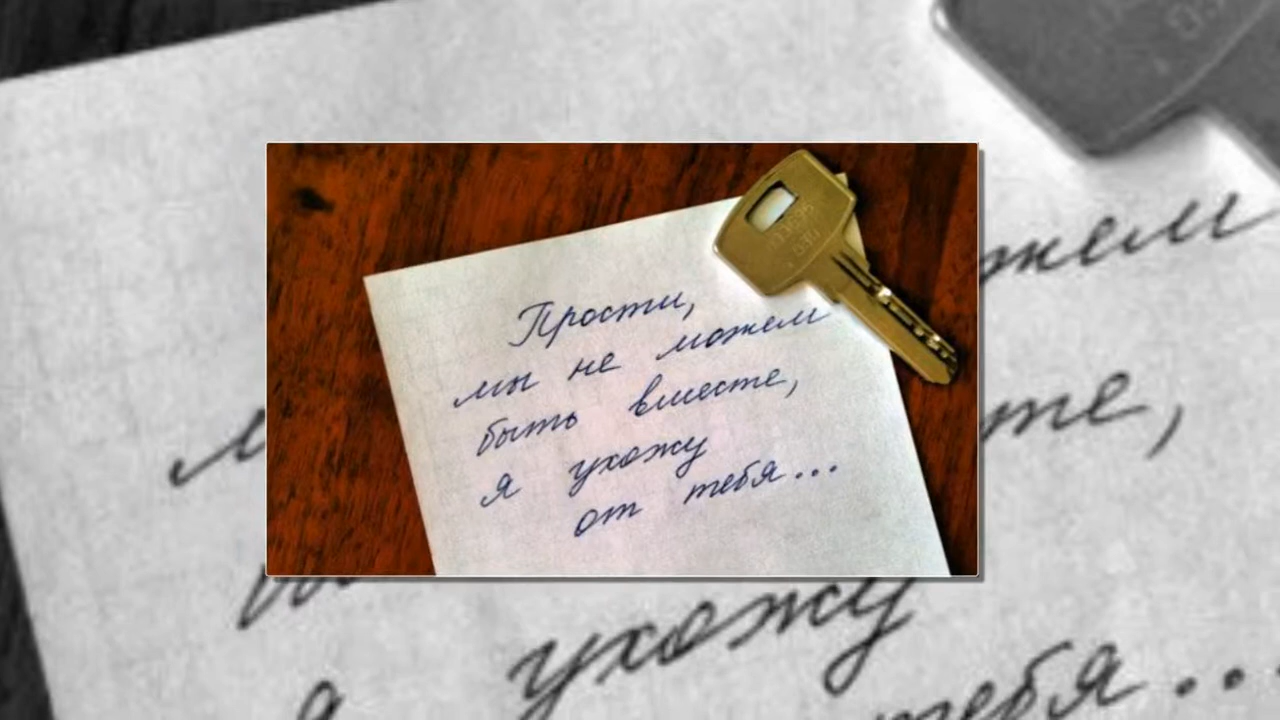 Прости,
мы не можем
быть вместе,
я ухожу
от тебя...